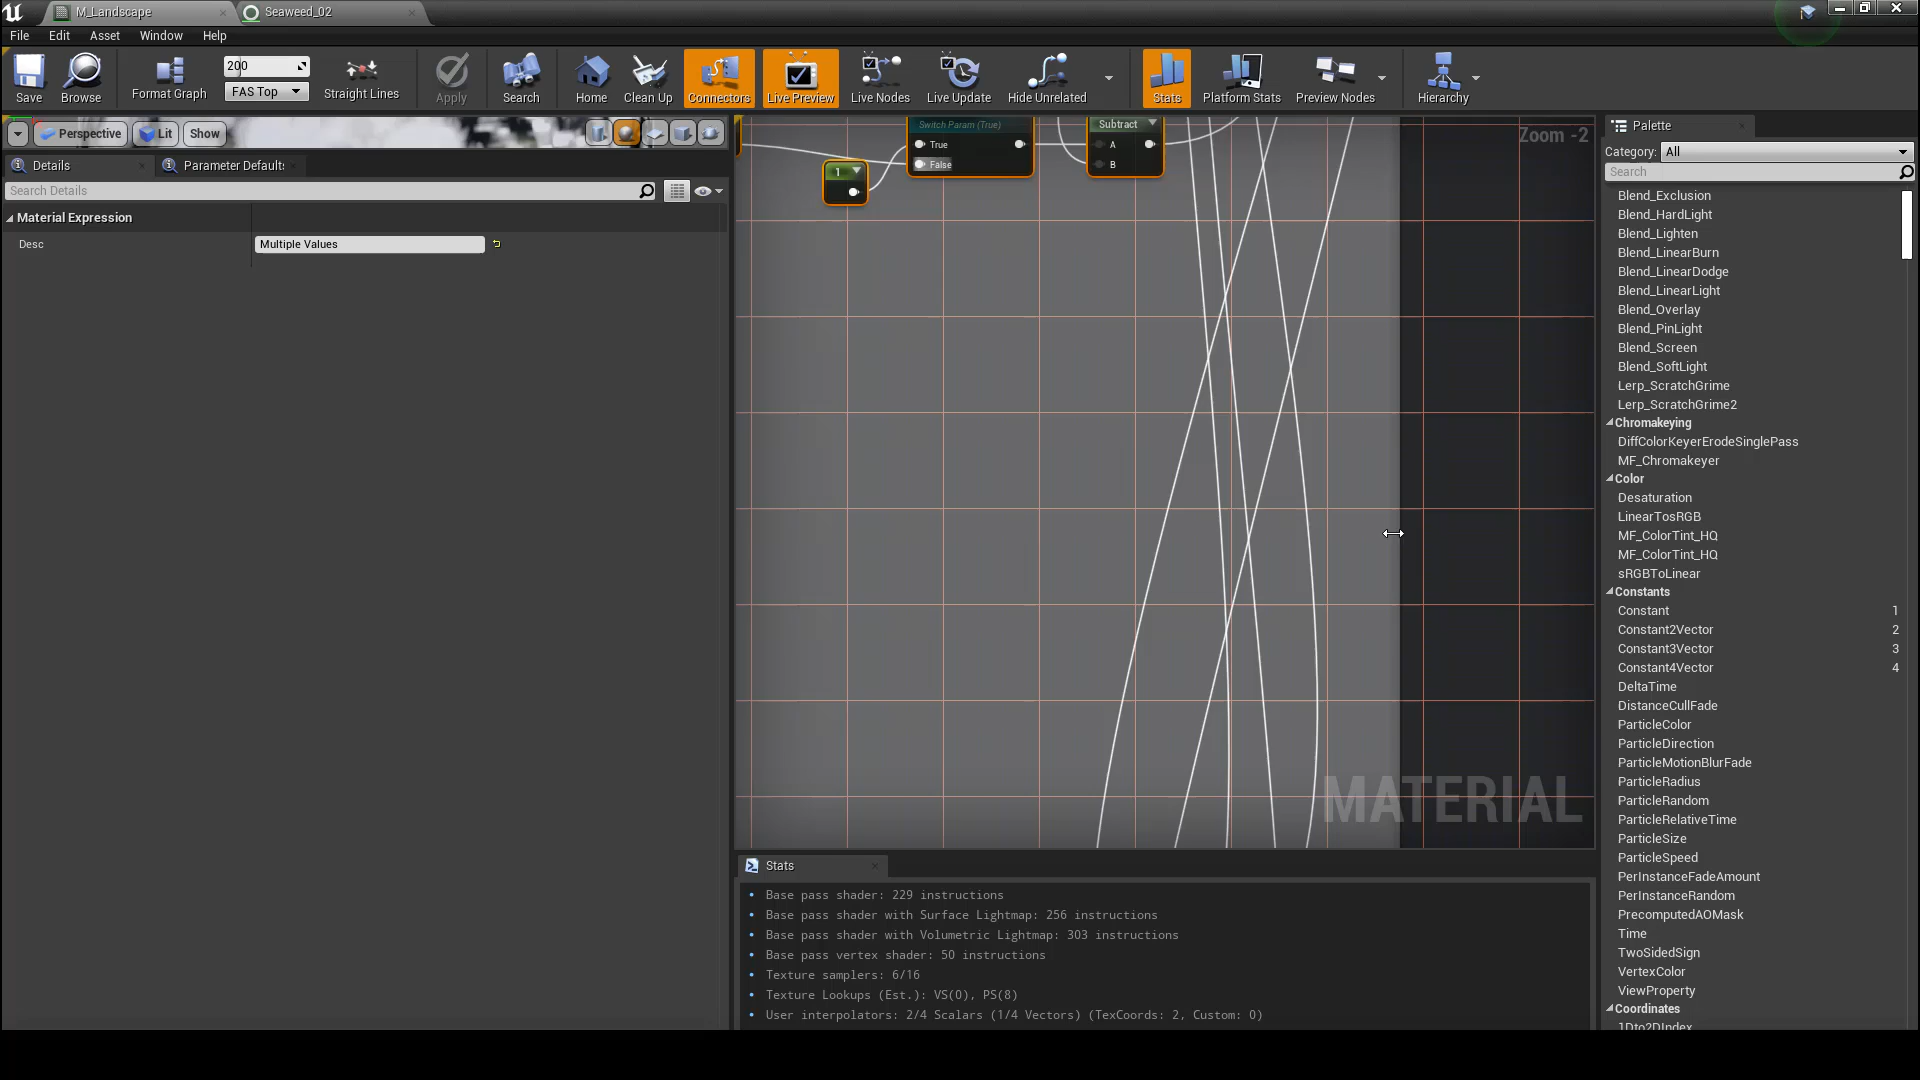 M_Landscape
Seaweed_02
File Edit Asset Window Help
Save
Browse
Format Graph
200
FAS Top
Straight Lines
Apply
Search
Home
Clean Up
Connectors
Live Preview
Live Nodes
Live Update
Hide Unrelated
Stats
Platform Stats
Preview Nodes
Hierarchy
Perspective
Lit
Show
Details
Parameter Default
Search Details
Material Expression
Desc
Multiple Values
Switch Param (True)
True
False
1
Subtract
A
B
Zoom -2
MATERIAL
Stats
Base pass shader: 229 instructions
Base pass shader with Surface Lightmap: 256 instructions
Base pass shader with Volumetric Lightmap: 303 instructions
Base pass vertex shader: 50 instructions
Texture samplers: 6/16
Texture Lookups (Est.): VS(0), PS(8)
User interpolators: 2/4 Scalars (1/4 Vectors) (TexCoords: 2, Custom: 0)
Palette
Category: All
Search
Blend_Exclusion
Blend_HardLight
Blend_Lighten
Blend_LinearBurn
Blend_LinearDodge
Blend_LinearLight
Blend_Overlay
Blend_PinLight
Blend_Screen
Blend_SoftLight
Lerp_ScratchGrime
Lerp_ScratchGrime2
Chromakeying
DiffColorKeyerErodeSinglePass
MF_Chromakeyer
Color
Desaturation
LinearTosRGB
MF_ColorTint_HQ
MF_ColorTint_HQ
sRGBToLinear
Constants
Constant 1
Constant2Vector 2
Constant3Vector 3
Constant4Vector 4
DeltaTime
DistanceCullFade
ParticleColor
ParticleDirection
ParticleMotionBlurFade
ParticleRadius
ParticleRandom
ParticleRelativeTime
ParticleSize
ParticleSpeed
PerInstanceFadeAmount
PerInstanceRandom
PrecomputedAOMask
Time
TwoSidedSign
VertexColor
ViewProperty
Coordinates
1Dto2DIndex